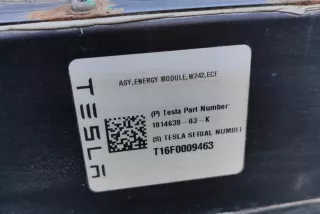 TESLA
ASY,ENERGY MODULE,W242,ECE
(P) Tesla Part Number
1014639-03-K
(S) TESLA SERIAL NUMBER
T16F0009463